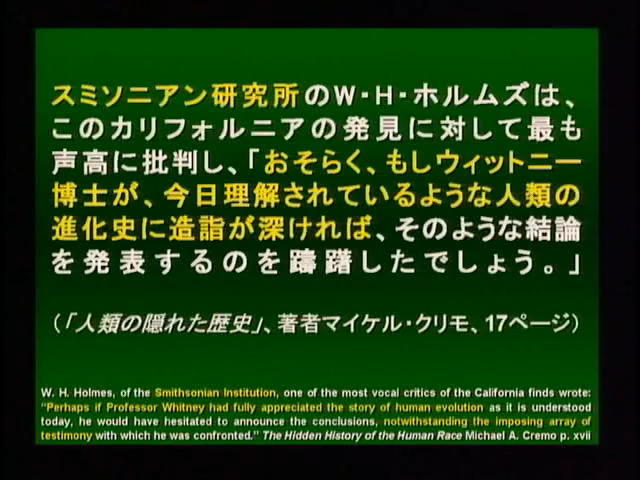 スミソニアン研究所のW・H・ホルムズは、
このカリフォルニアの発見に対して最も
声高に批判し、「おそらく、もしウィットニー
博士が、今日理解されているような人類の
進化史に造詣が深ければ、そのような結論
を発表するのを躊躇したでしょう。」
（「人類の隠れた歴史」、著者マイケル・クリモ、17ページ）
W. H. Holmes, of the Smithsonian Institution, one of the most vocal critics of the California finds wrote:
"Perhaps if Professor Whitney had fully appreciated the story of human evolution as it is understood
today, he would have hesitated to announce the conclusions, notwithstanding the imposing array of
testimony with which he was confronted." The Hidden History of the Human Race Michael A. Cremo p. xvii